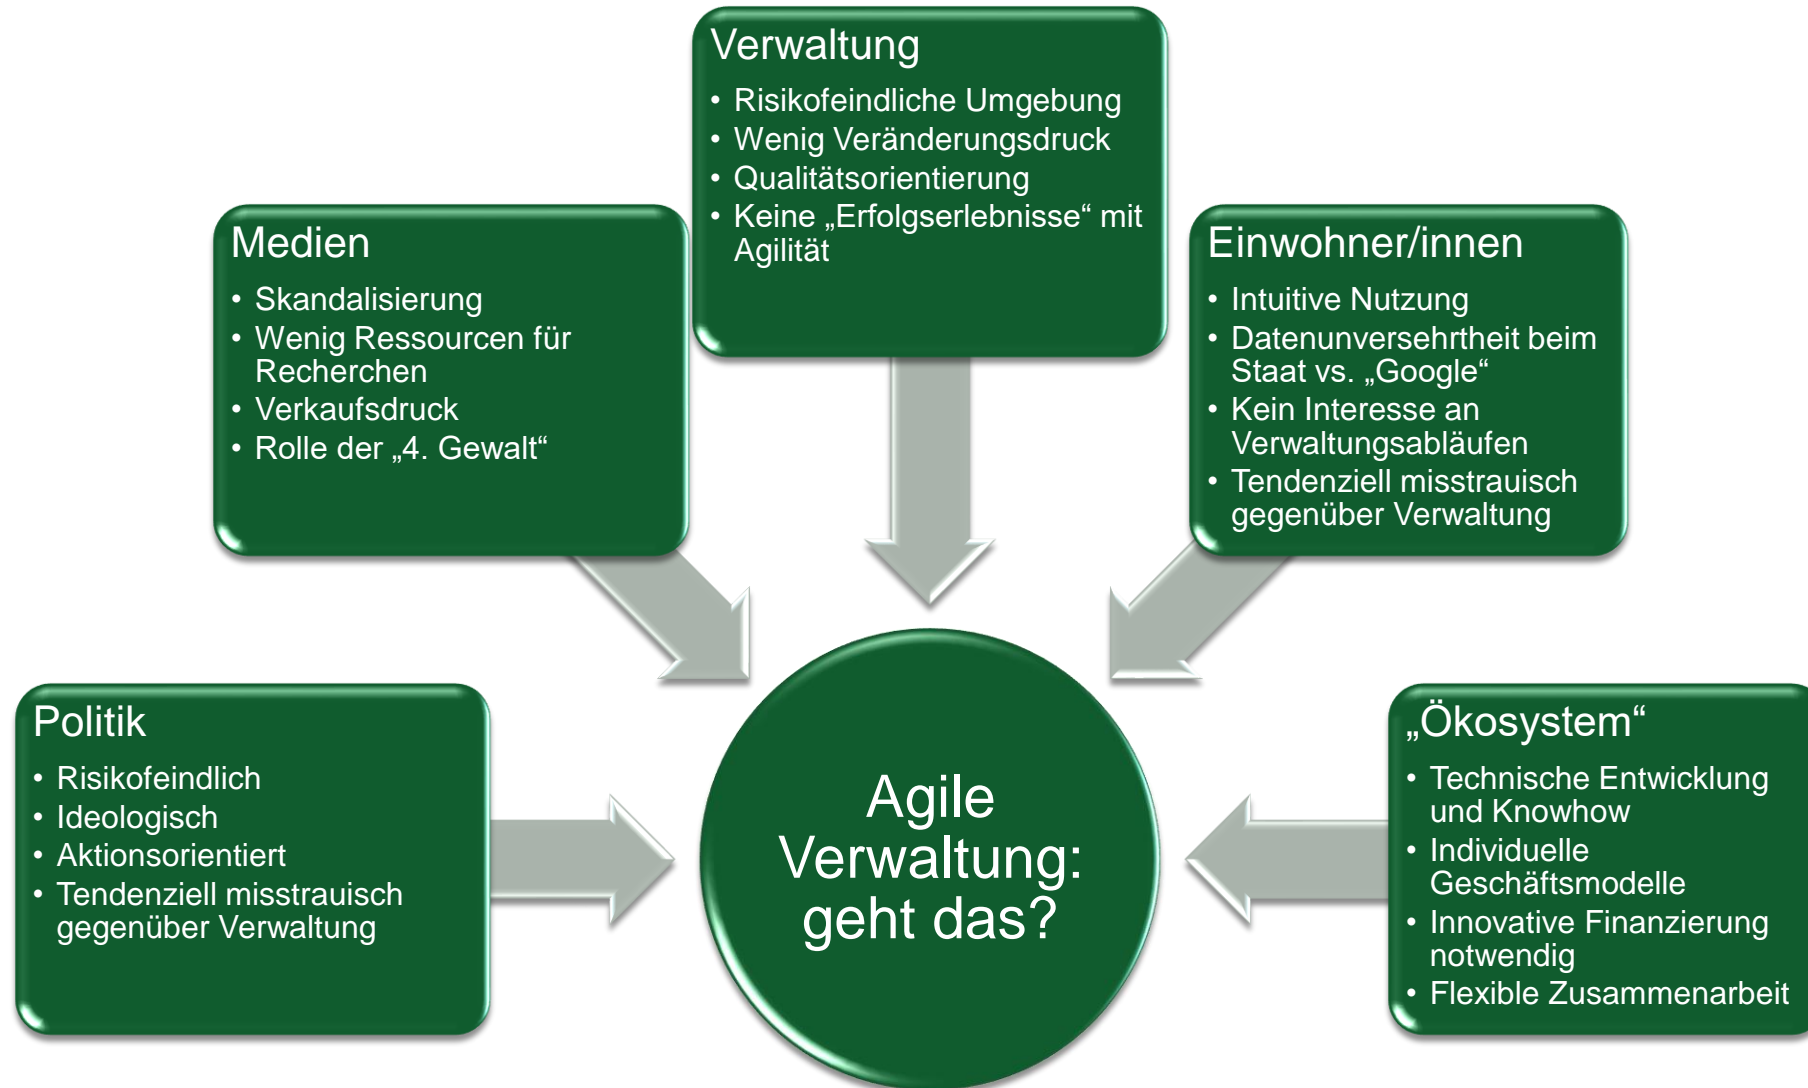 Verwaltung
• Risikofeindliche Umgebung
• Wenig Veränderungsdruck
• Qualitätsorientierung
• Keine „Erfolgserlebnisse“ mit
Agilität
Medien
• Skandalisierung
• Wenig Ressourcen für
Recherchen
• Verkaufsdruck
• Rolle der „4. Gewalt“
Einwohner/innen
• Intuitive Nutzung
• Datenunversehrtheit beim
Staat vs. „Google“
• Kein Interesse an
Verwaltungsabläufen
• Tendenziell misstrauisch
gegenüber Verwaltung
Politik
• Risikofeindlich
• Ideologisch
• Aktionsorientiert
• Tendenziell misstrauisch
gegenüber Verwaltung
Agile
Verwaltung:
geht das?
„Ökosystem“
• Technische Entwicklung
und Knowhow
• Individuelle
Geschäftsmodelle
• Innovative Finanzierung
notwendig
• Flexible Zusammenarbeit